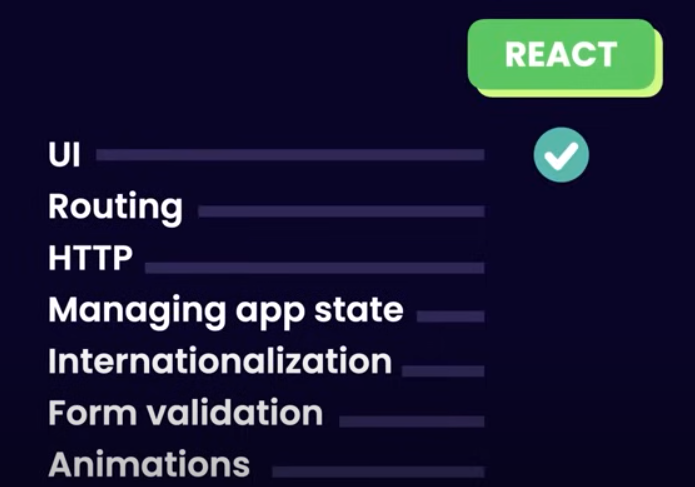 REACT
UI
Routing
HTTP
Managing app state
Internationalization
Form validation
Animations